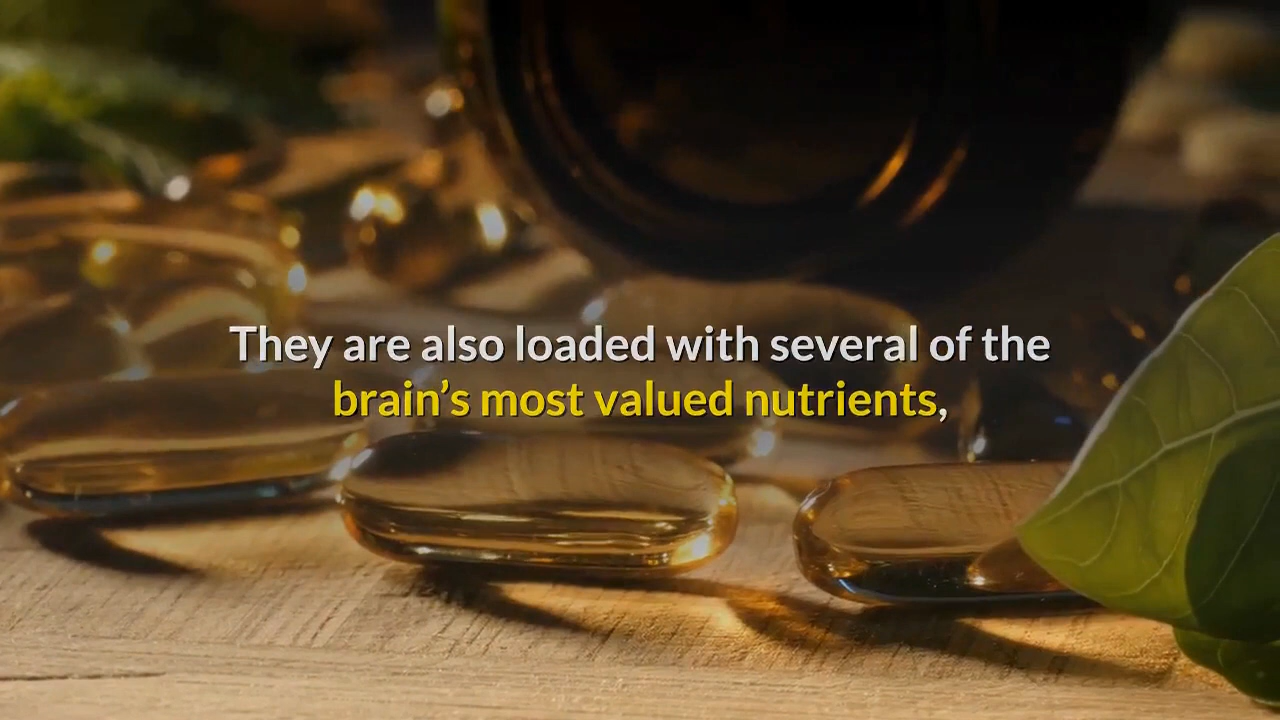 They are also loaded with several of the
brain’s most valued nutrients,